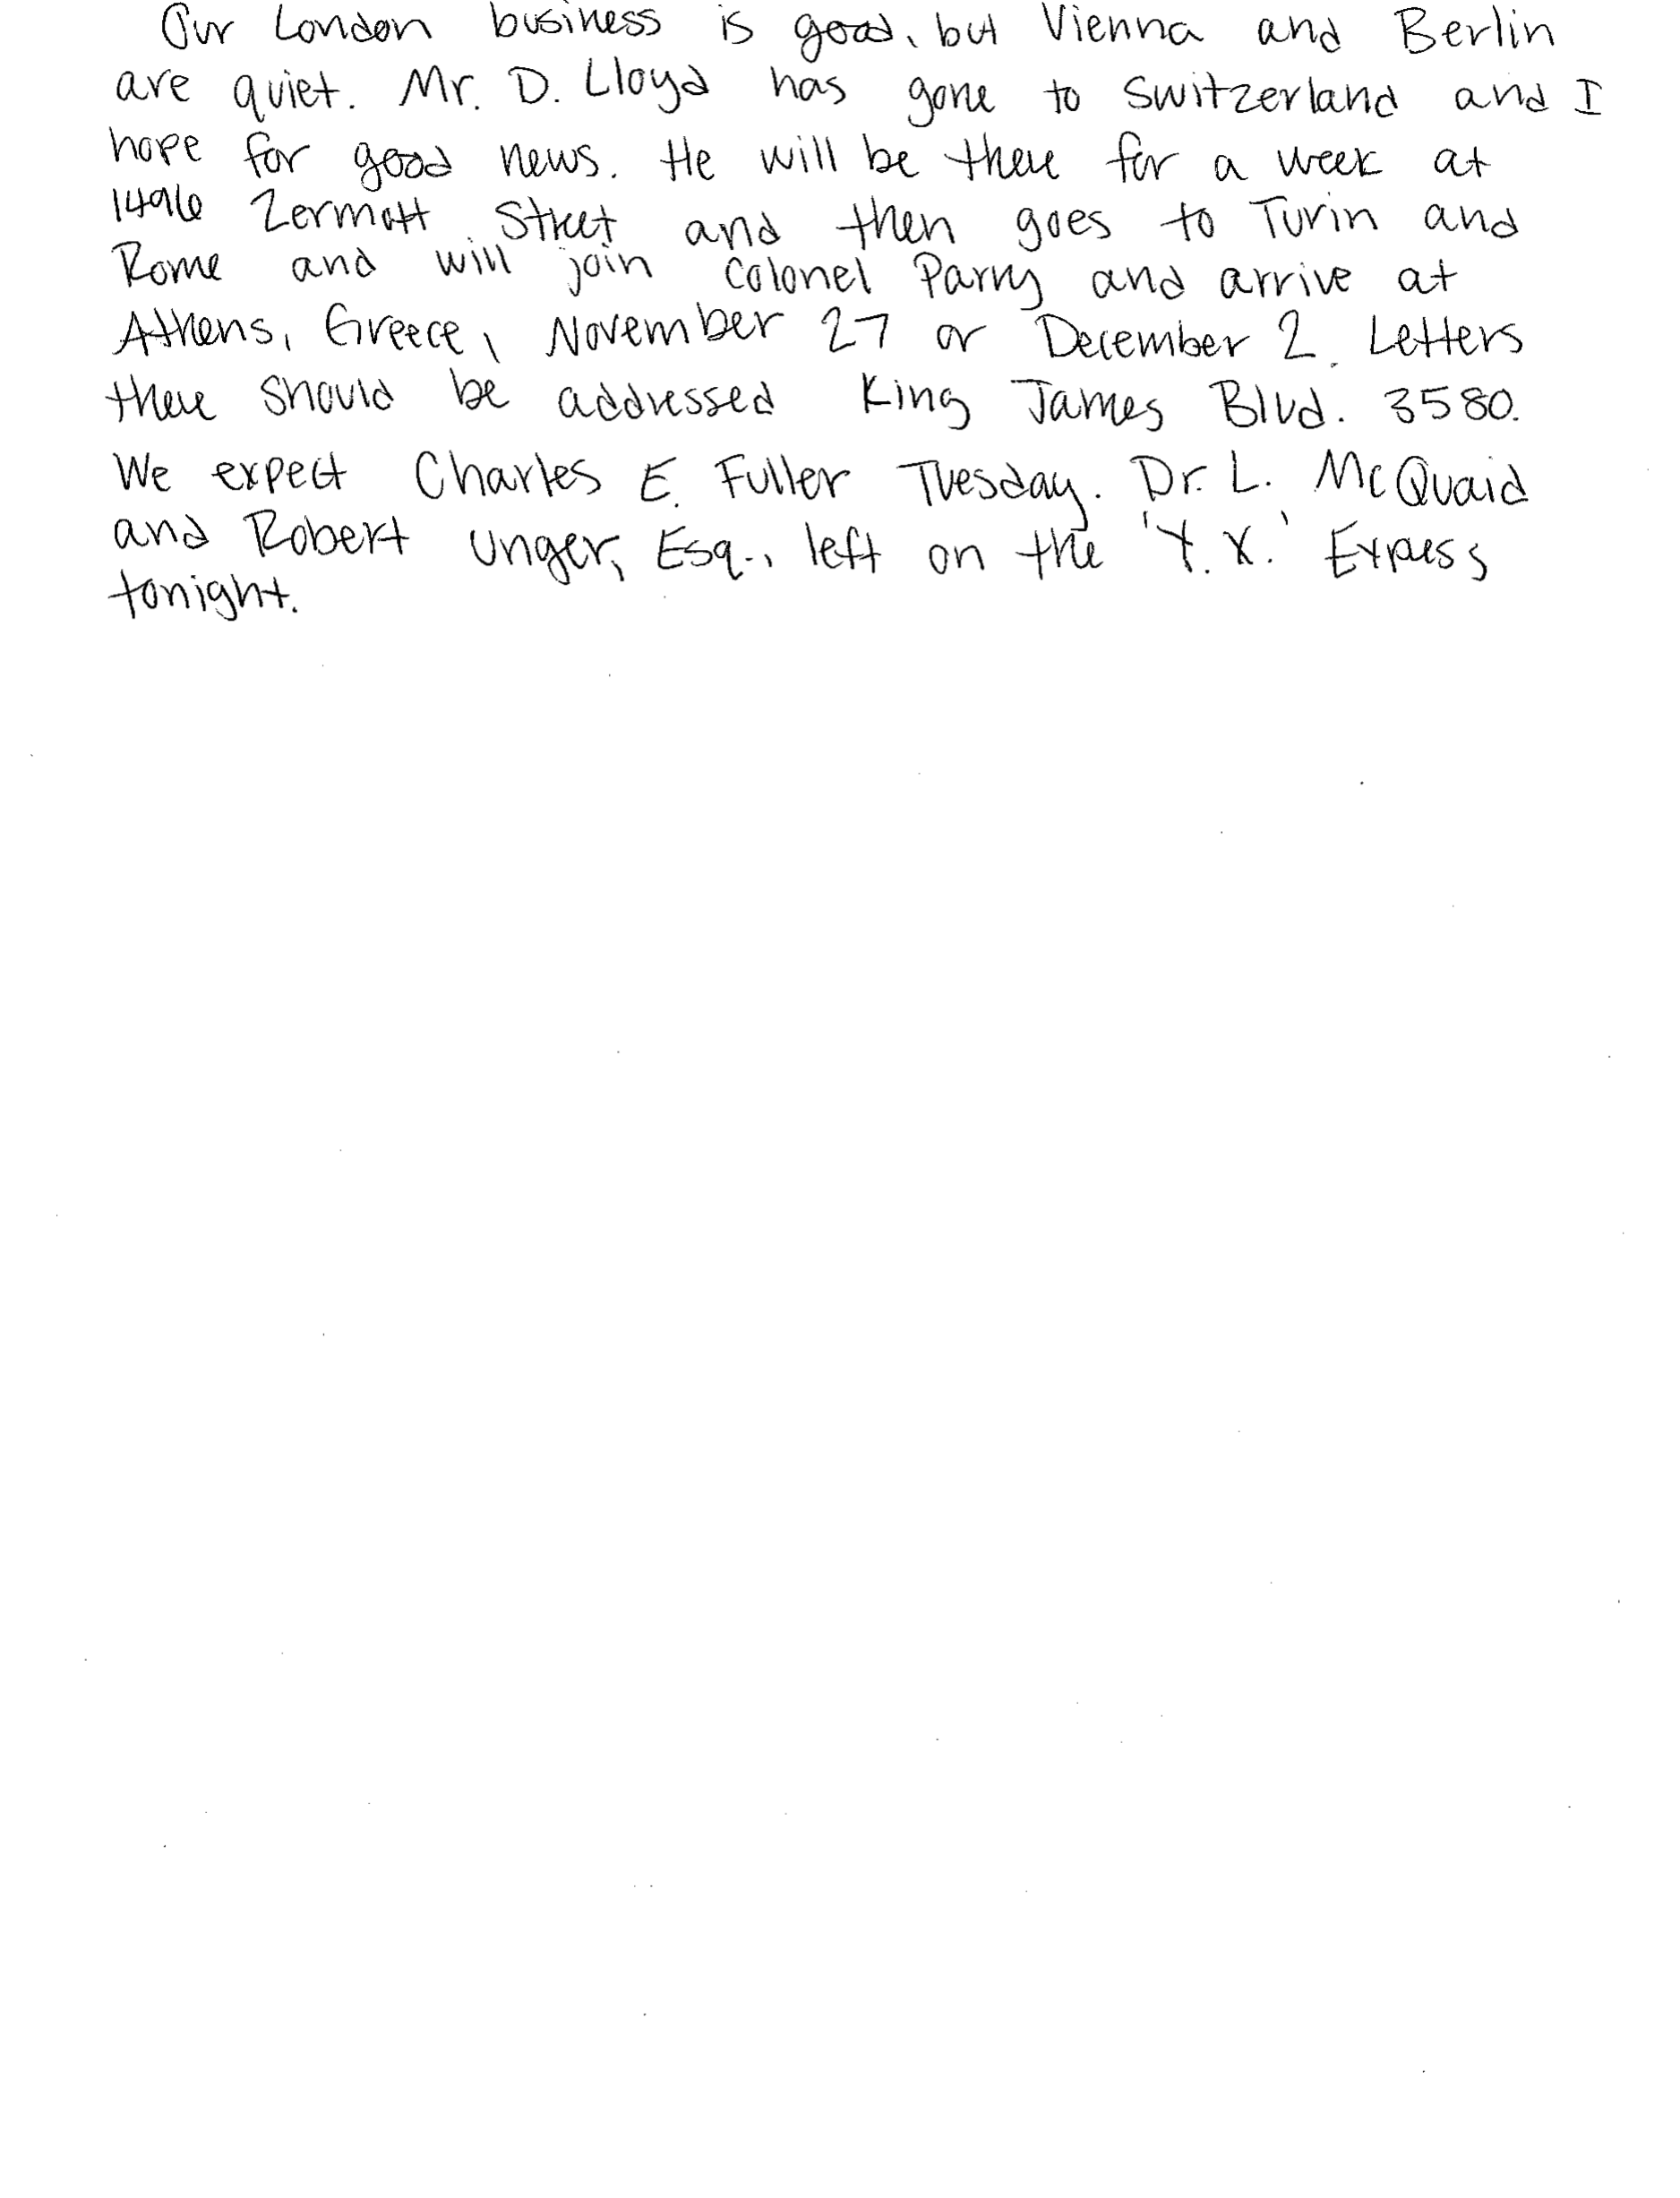 Our London business is good, but Vienna and Berlin
are quiet. Mr. D. Lloyd has gone to Switzerland and I
hope for good news. He will be there for a week at
1496 Zermatt Street and then goes to Turin and
Rome and will join Colonel Parry and arrive at
Athens, Greece, November 27 or December 2. Letters
there should be addressed King James Blvd. 3580.
We expect Charles E. Fuller Tuesday. Dr. L. McQuaid
and Robert Unger, Esq., left on the 'Y.X.' Express
tonight.